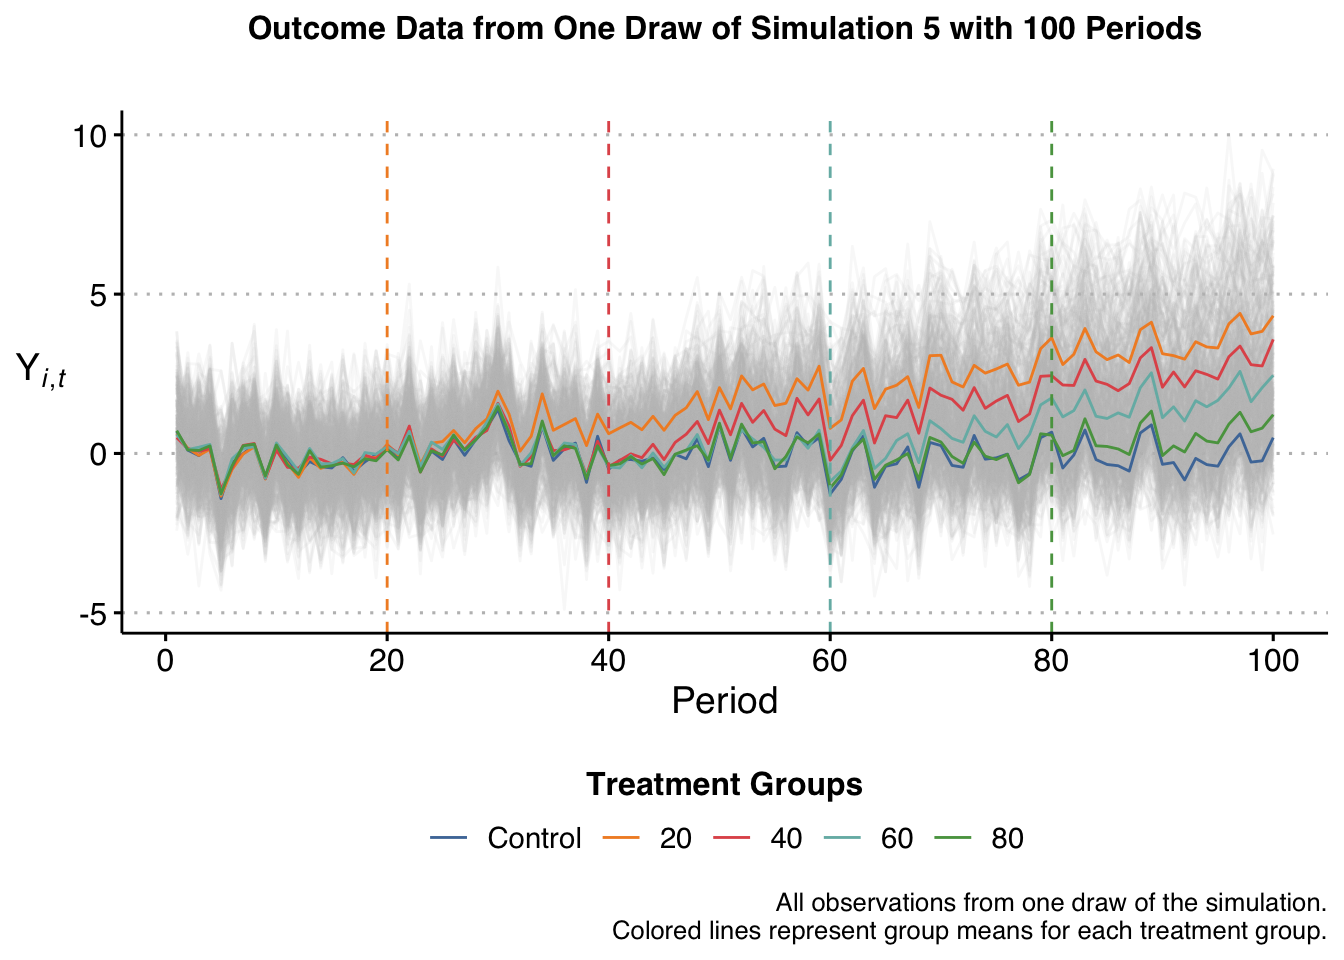 Outcome Data from One Draw of Simulation 5 with 100 Periods
10
5
0
-5
Y i,t
0 20 40 60 80 100
Period
Treatment Groups
Control 20 40 60 80
All observations from one draw of the simulation.
Colored lines represent group means for each treatment group.